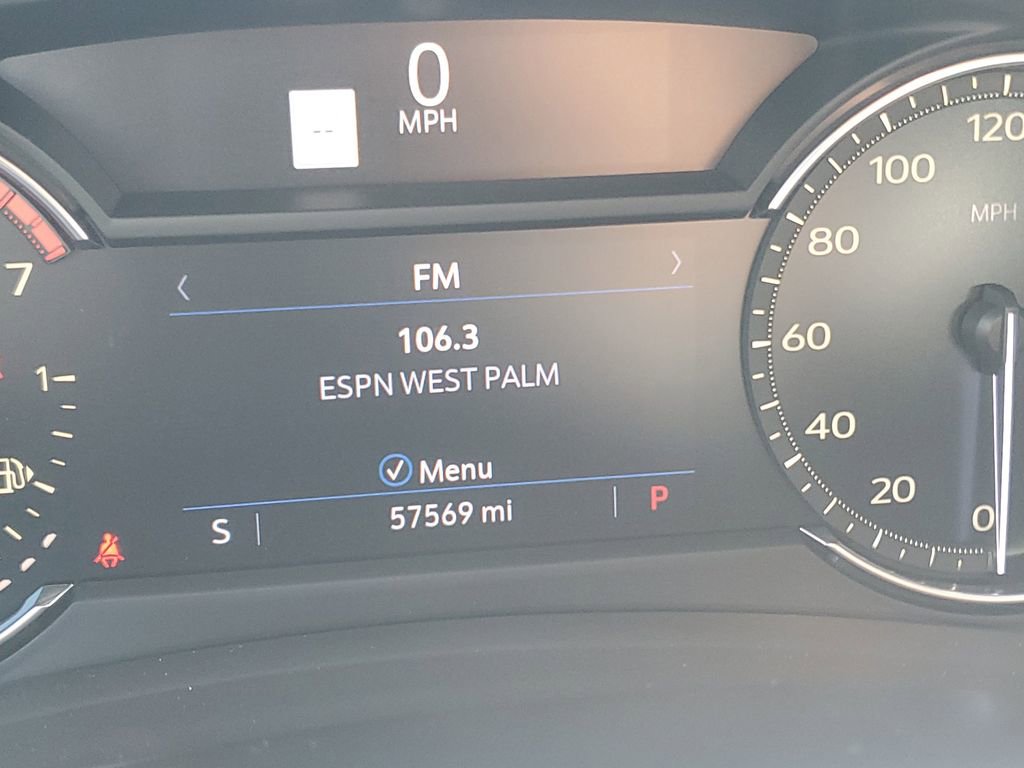 0
MPH
--
FM
106.3
ESPN WEST PALM
Menu
S
57569 mi
P
7
1
120
100
MPH
80
60
40
20
0